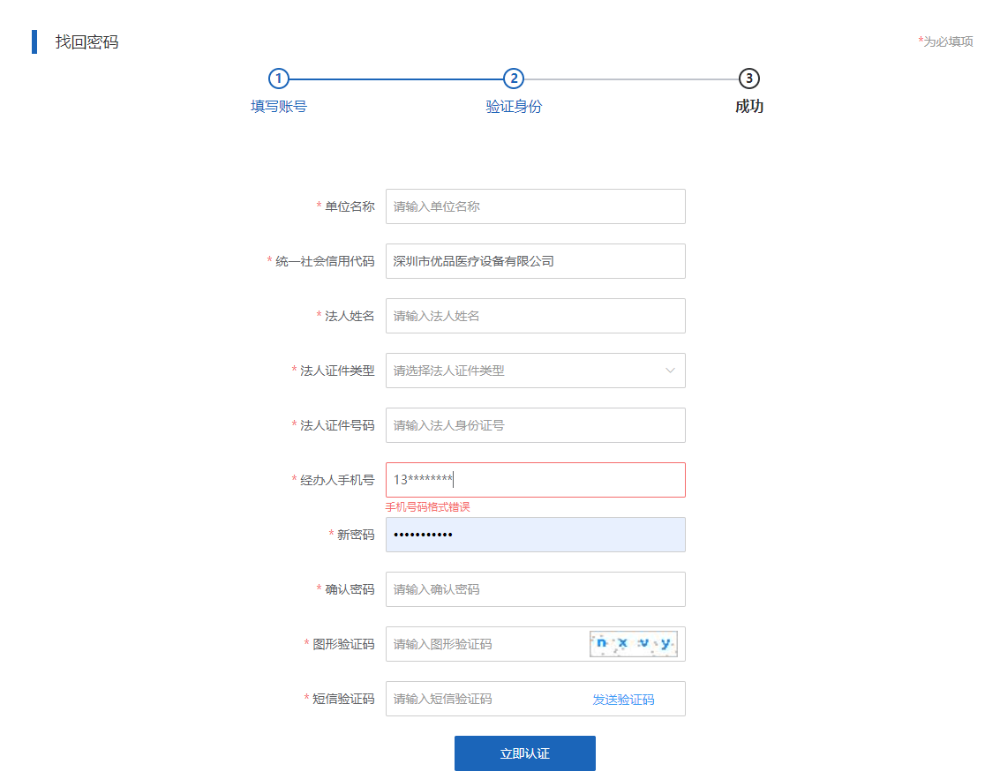 找回密码
*为必填项
1 2 3
填写账号 验证身份 成功
* 单位名称 请输入单位名称
* 统一社会信用代码 深圳市优品医疗设备有限公司
* 法人姓名 请输入法人姓名
* 法人证件类型 请选择法人证件类型
* 法人证件号码 请输入法人身份证号
* 经办人手机号 13********
手机号码格式错误
* 新密码 •••••••••••
* 确认密码 请输入确认密码
* 图形验证码 请输入图形验证码 n x v y
* 短信验证码 请输入短信验证码 发送验证码
立即认证